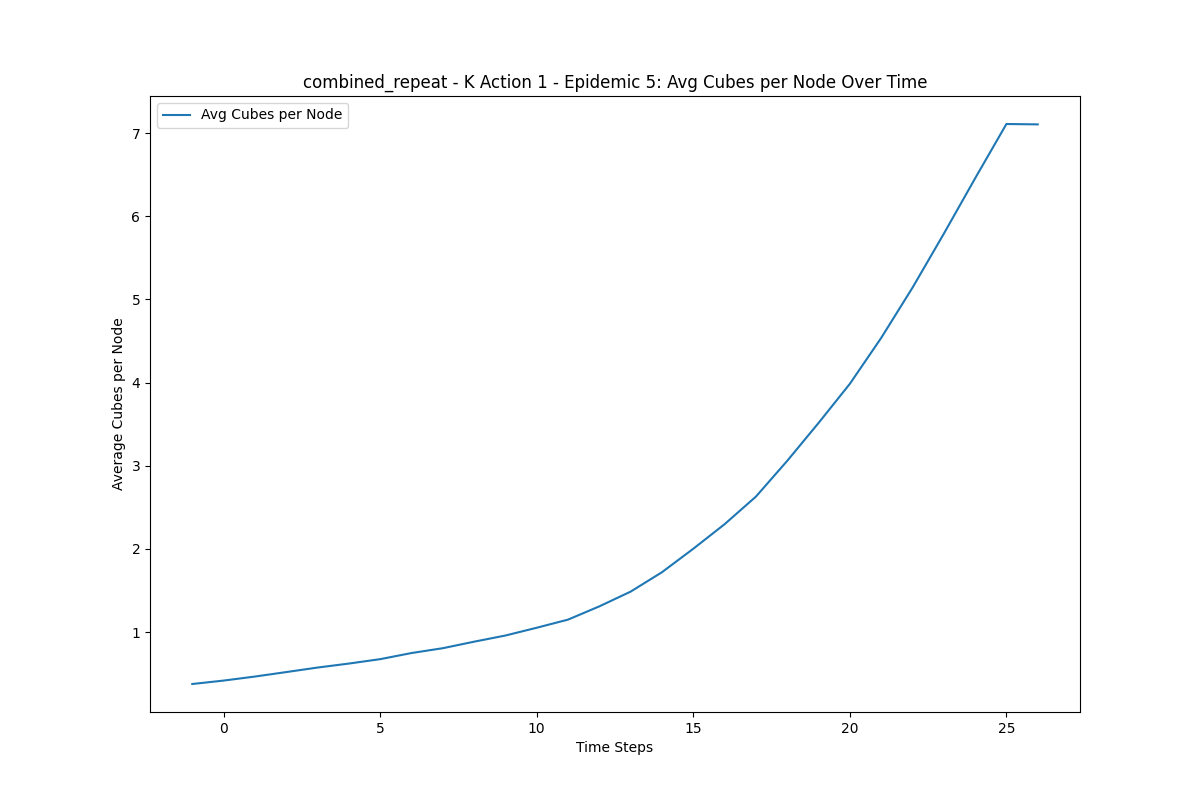 combined_repeat - K Action 1 - Epidemic 5: Avg Cubes per Node Over Time
Avg Cubes per Node
Average Cubes per Node
7
6
5
4
3
2
1
0 5 10 15 20 25
Time Steps